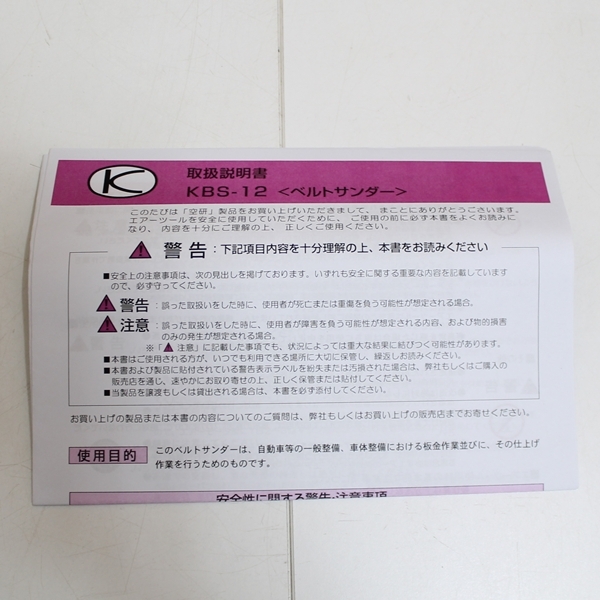 K
取扱説明書
KBS-12 <ベルトサンダー>
このたびは「空研」製品をお買い上げいただきまして、まことにありがとうございます。
エアーツールを安全に使用していただくために、ご使用の前に必ず本書をよくお読みに
なり、内容を十分にご理解の上、正しくご使用ください。
警告:下記項目内容を十分理解の上、本書をお読みください
■安全上の注意事項は、次の見出しを掲げております。いずれも安全に関する重要な内容を記載しています
ので、必ず守ってください。
警告:誤った取扱いをした時に、使用者が死亡または重傷を負う可能性が想定される場合。
注意:誤った取扱いをした時に、使用者が障害を負う可能性が想定される内容、および物的損害
のみの発生が想定される場合。
※「⚠注意」に記載した事項でも、状況によっては重大な結果に結びつく可能性があります。
■本書はご使用される方が、いつでも利用できる場所に大切に保管し、繰返しお読みください。
■本書および製品に貼付されている警告表示ラベルを紛失または汚損された場合は、弊社もしくはご購入の
販売店を通じ、速やかにお取り寄せの上、正しく保管または貼付してください。
■当製品を譲渡もしくは貸出される場合は、本書を必ず添付してください。
お買い上げの製品または本書の内容についてのご質問は、弊社もしくはお買い上げの販売店までお寄せください。
使用目的
このベルトサンダーは、自動車等の一般整備、車体整備における板金作業並びに、その仕上げ
作業を行うためのものです。
安全性に関する警告・注意事項